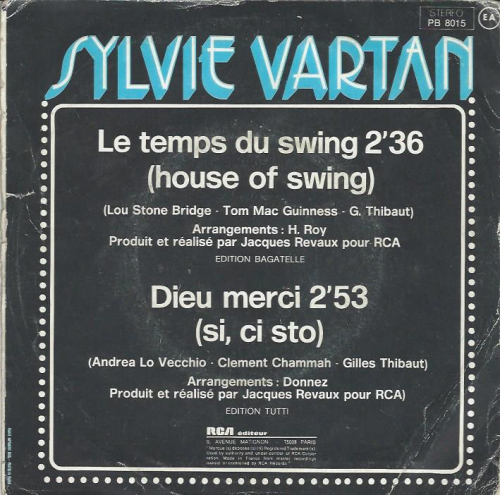 STEREO
PB 8015
EA
SYLVIE VARTAN
Le temps du swing 2'36
(house of swing)
(Lou Stone Bridge - Tom Mac Guinness - G. Thibaut)
Arrangements : H. Roy
Produit et réalisé par Jacques Revaux pour RCA
EDITION BAGATELLE
Dieu merci 2'53
(si, ci sto)
(Andrea Lo Vecchio - Clement Chammah - Gilles Thibaut)
Arrangements : Donnez
Produit et réalisé par Jacques Revaux pour RCA)
EDITION TUTTI
RCA éditeur
9, AVENUE MATIGNON 75008 PARIS